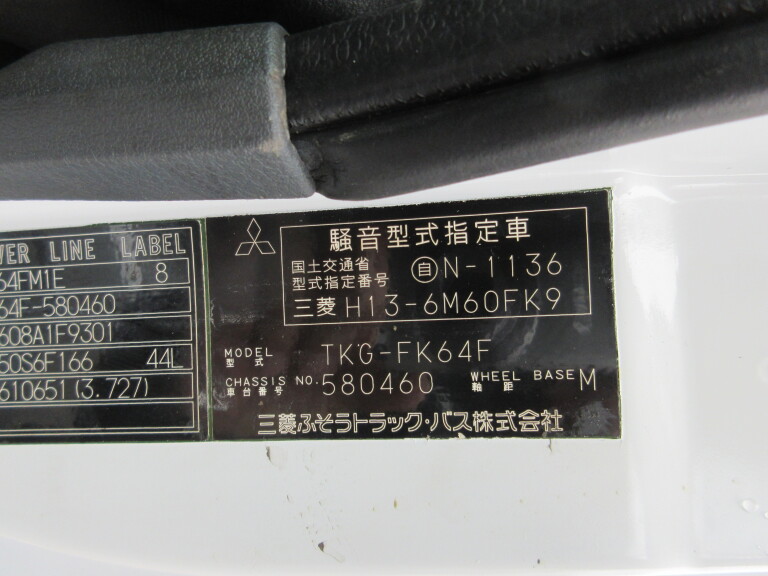 VER LINE LABEL
64FM1E 8
64F-580460
608A1F9301
50S6F166 44L
610651 (3.727)
騒音型式指定車
国土交通省
型式指定番号
自 N-1136
三菱 H13-6M60FK9
MODEL
型式
TKG-FK64F
CHASSIS NO.
車台番号
580460
WHEEL BASE
軸距
M
三菱ふそうトラック・バス株式会社